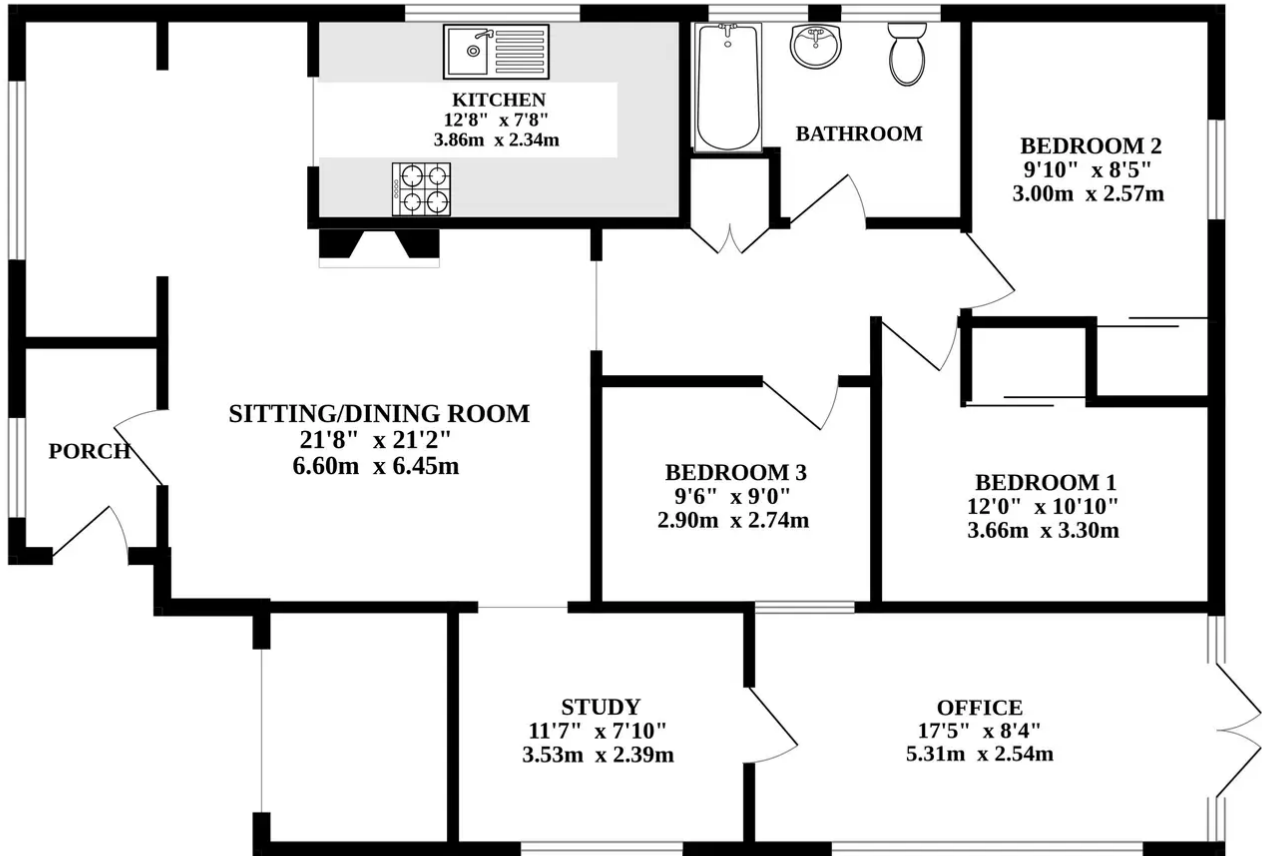 KITCHEN
12'8" x 7'8"
3.86m x 2.34m
BATHROOM
BEDROOM 2
9'10" x 8'5"
3.00m x 2.57m
SITTING/DINING ROOM
21'8" x 21'2"
6.60m x 6.45m
PORCH
BEDROOM 3
9'6" x 9'0"
2.90m x 2.74m
BEDROOM 1
12'0" x 10'10"
3.66m x 3.30m
STUDY
11'7" x 7'10"
3.53m x 2.39m
OFFICE
17'5" x 8'4"
5.31m x 2.54m